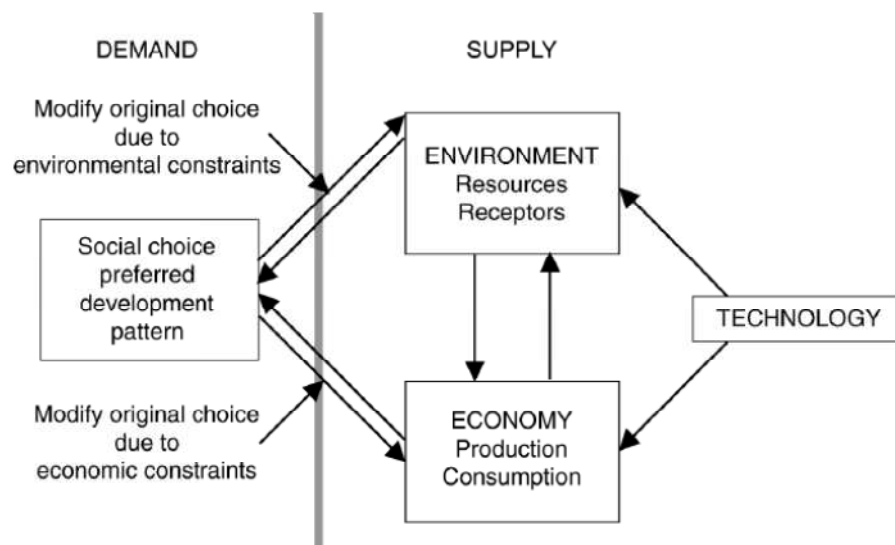 DEMAND
SUPPLY
Modify original choice
due to
environmental constraints
ENVIRONMENT
Resources
Receptors
Social choice
preferred
development
pattern
TECHNOLOGY
Modify original choice
due to
economic constraints
ECONOMY
Production
Consumption